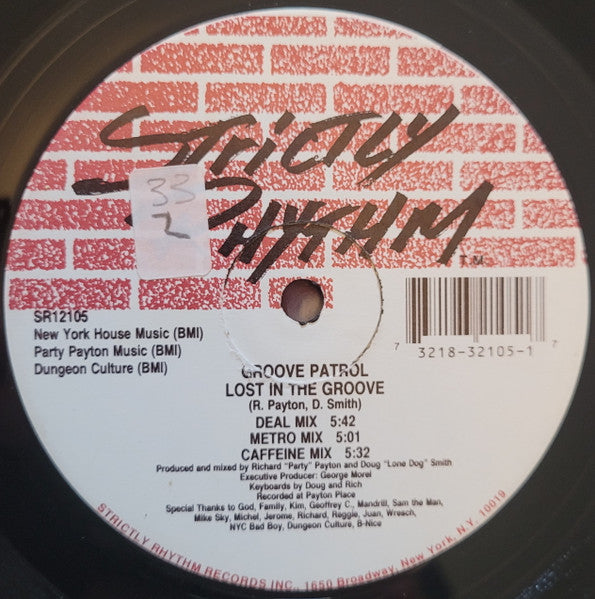 STRICTLY
RHYTHM
T.M.
33
2
SR12105
New York House Music (BMI)
Party Payton Music (BMI)
Dungeon Culture (BMI)
7 3218-32105-1 7
GROOVE PATROL
LOST IN THE GROOVE
(R. Payton, D. Smith)
DEAL MIX 5:42
METRO MIX 5:01
CAFFEINE MIX 5:32
Produced and mixed by Richard "Party" Payton and Doug "Lone Dog" Smith
Executive Producer: George Morel
Keyboards by Doug and Rich
Recorded at Payton Place
Special Thanks to God, Family, Kim, Geoffrey C., Mandrill, Sam the Man,
Mike Sky, Michel, Jerome, Richard, Reggie, Juan, Wreach,
NYC Bad Boy, Dungeon Culture, B-Nice
STRICTLY RHYTHM RECORDS INC., 1650 Broadway, New York, N.Y. 10019